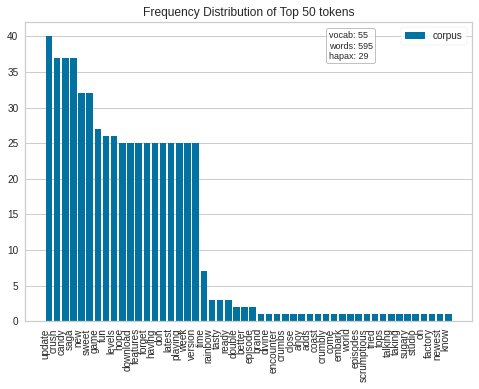 Frequency Distribution of Top 50 tokens
vocab: 55
words: 595
hapax: 29
corpus
40
35
30
25
20
15
10
5
0
update
crush
candy
saga
new
sweet
game
fun
levels
hope
download
features
forget
having
don
latest
playing
week
version
time
rainbow
tasty
ready
double
better
episode
brand
divine
encounter
crumbs
close
ahoy
adds
coast
crumbly
come
embark
world
episodes
scrumptious
tried
tops
talking
taking
sugary
studio
oh
factory
newest
know